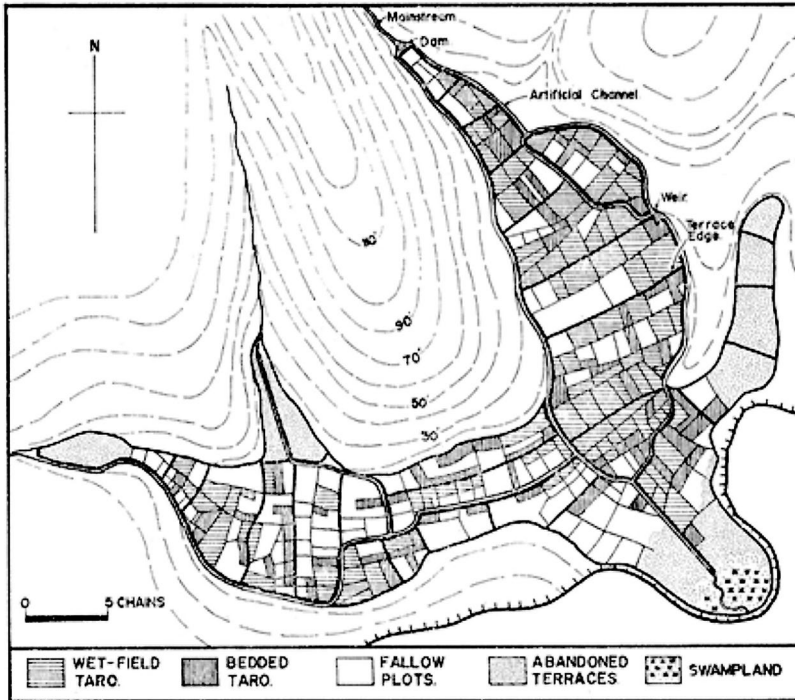 Mainstream
Dam
N
Artificial Channel
Weir
Terrace
Edge
90'
70'
50'
30'
0 5 CHAINS
WET-FIELD
TARO.
BEDDED
TARO.
FALLOW
PLOTS.
ABANDONED
TERRACES.
SWAMPLAND